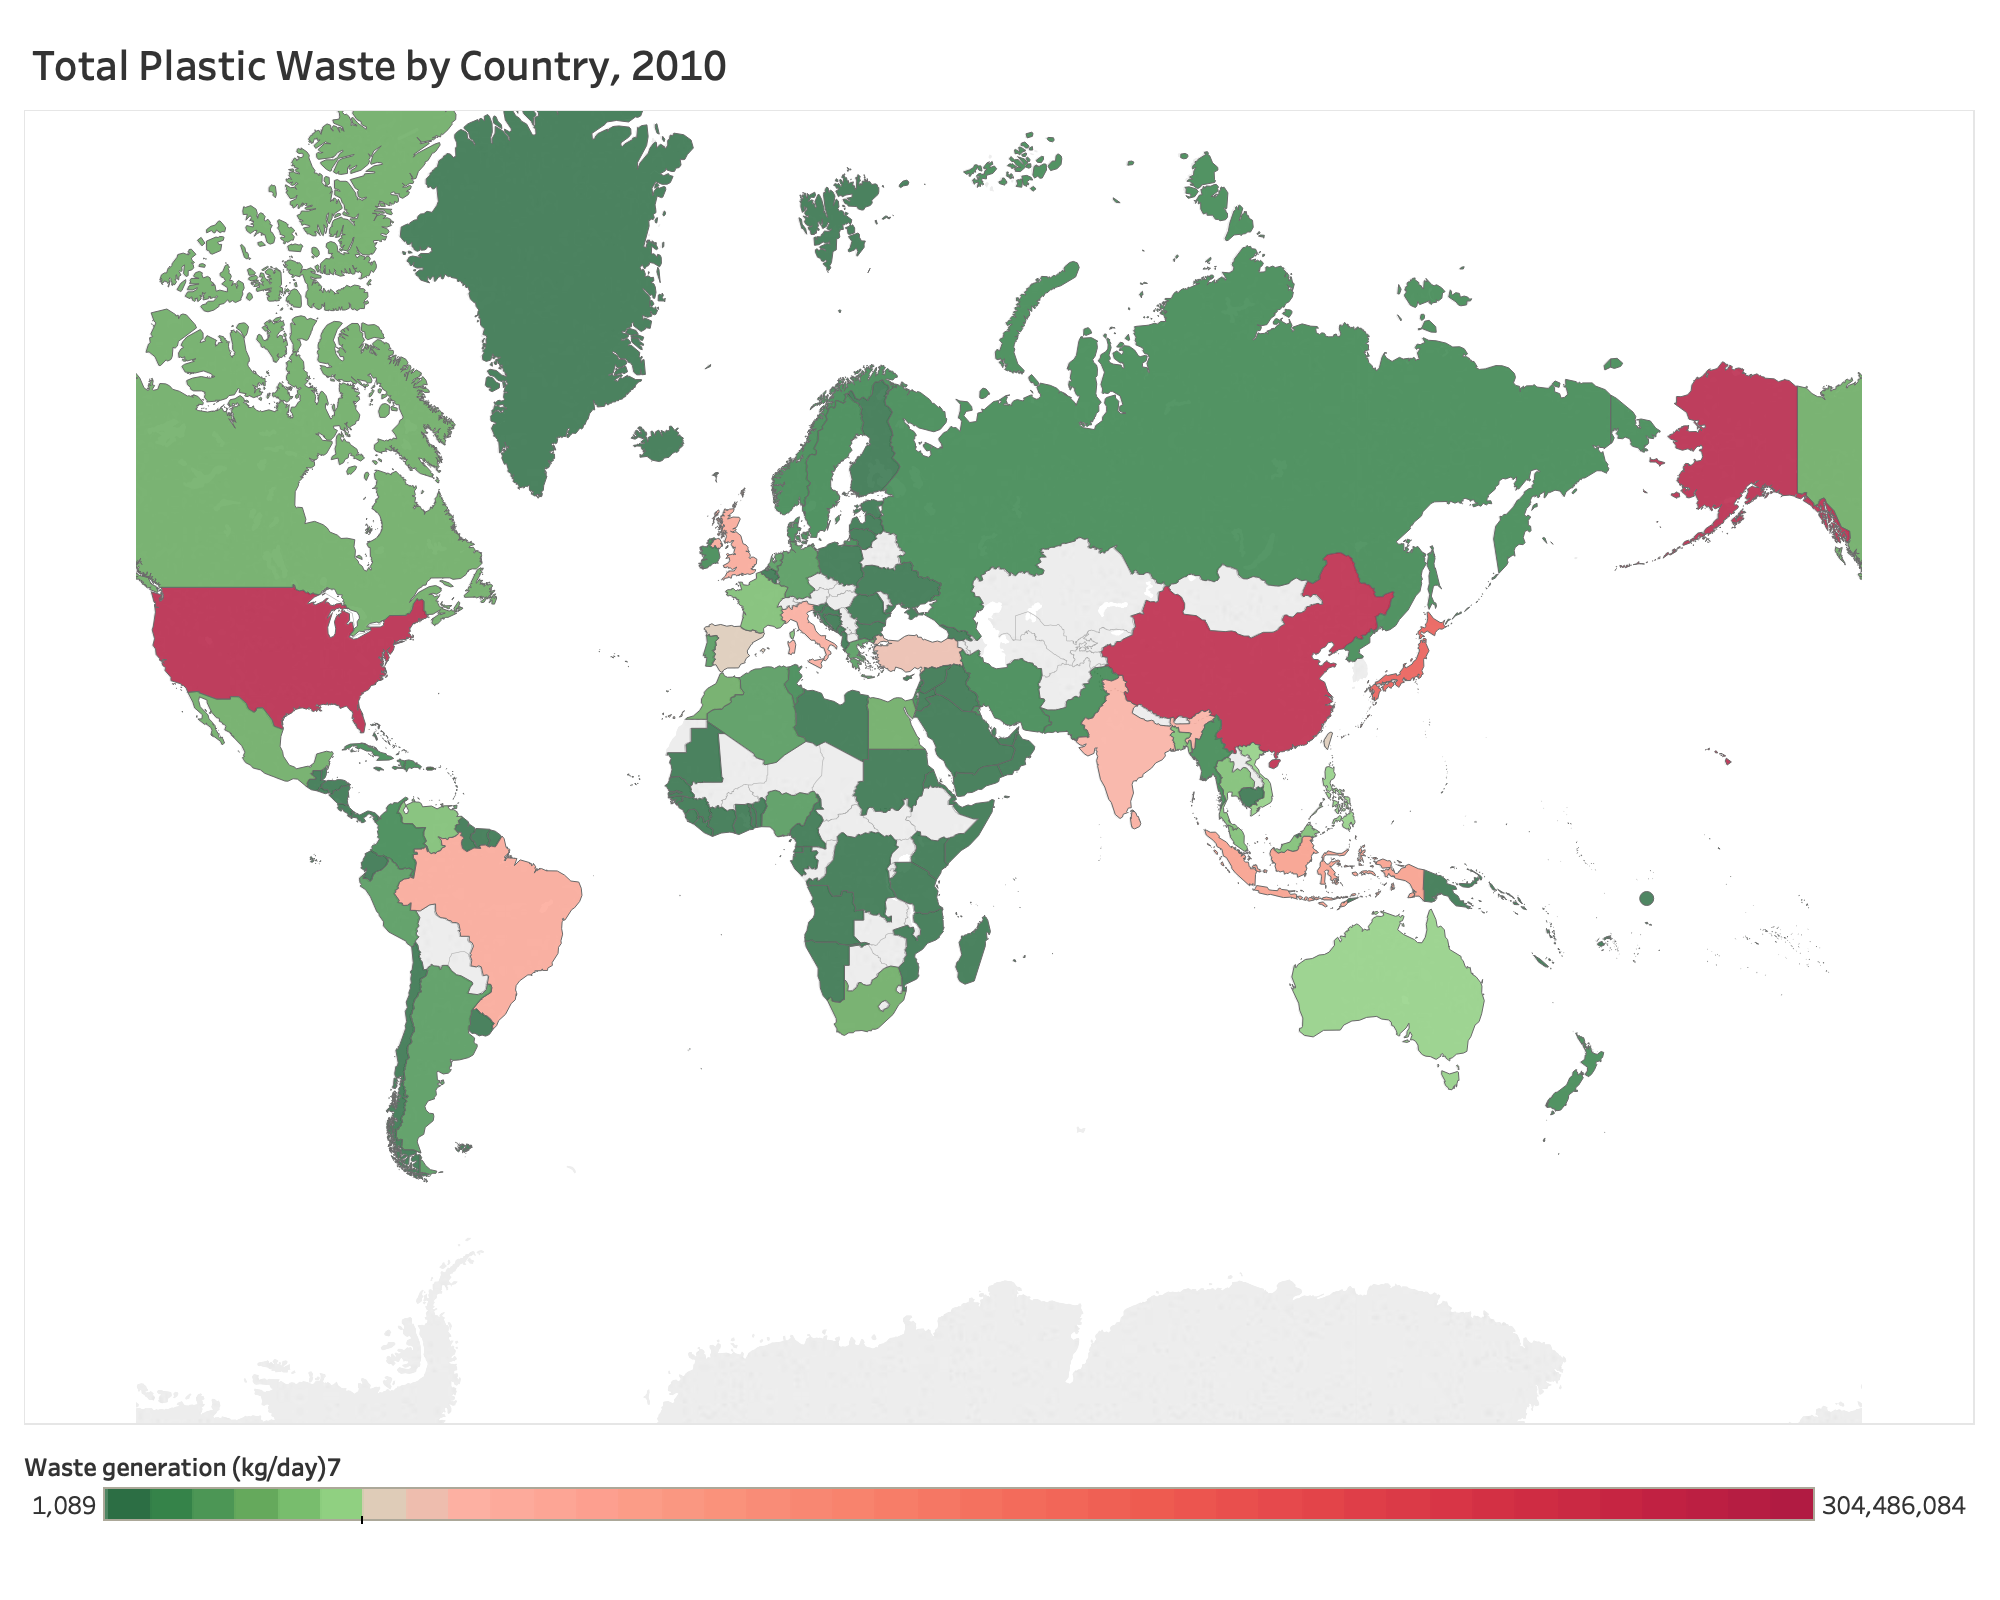 Total Plastic Waste by Country, 2010
Waste generation (kg/day)7
1,089 304,486,084